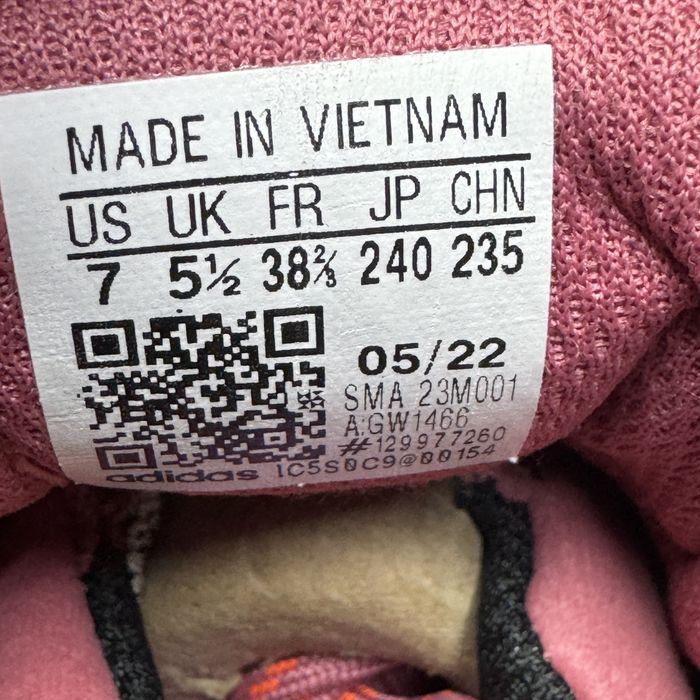 MADE IN VIETNAM
US UK FR JP CHN
7 5½ 38⅔ 240 235
05/22
SMA 23M001
A:GW1466
#129977260
adidas 1C5S0C9@00154